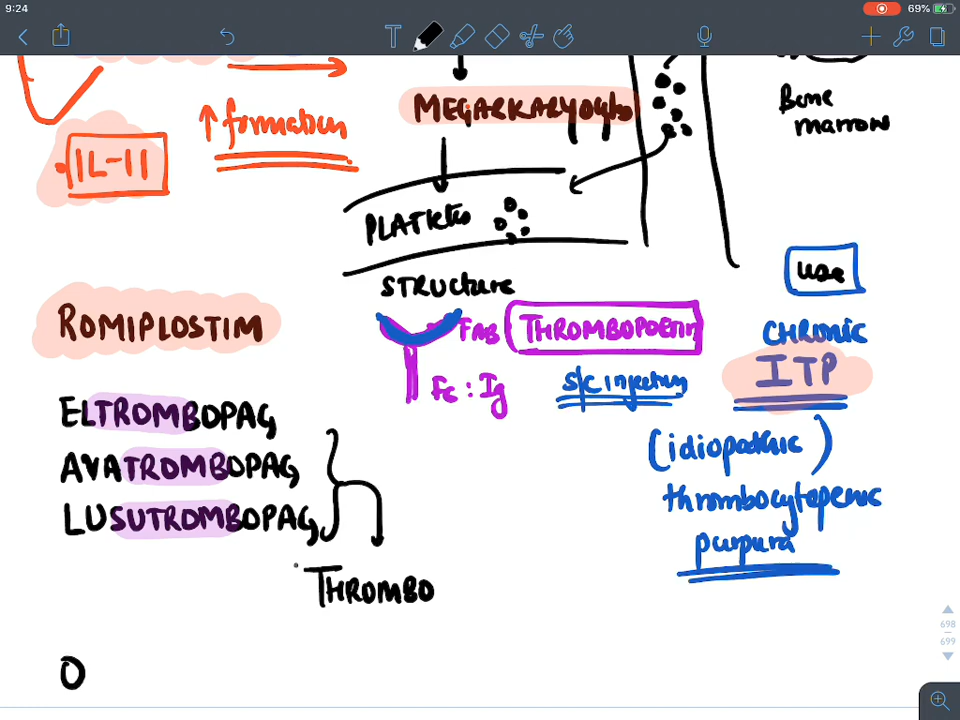 9:24
69%
T
Bone
marrow
MEGAKKARYOCYTE
↑ formation
IL-11
PLATELETS
STRUCTURE
USE
ROMIPLOSTIM
FAB THROMBOPOETIN
CHRONIC
ITP
Fc : Ig
S/C injection
ELTROMBOPAG
AVATROMBOPAG
LUSUTROMBOPAG
(idiopathic)
thrombocytopenic
purpura
THROMBO
O
698
699